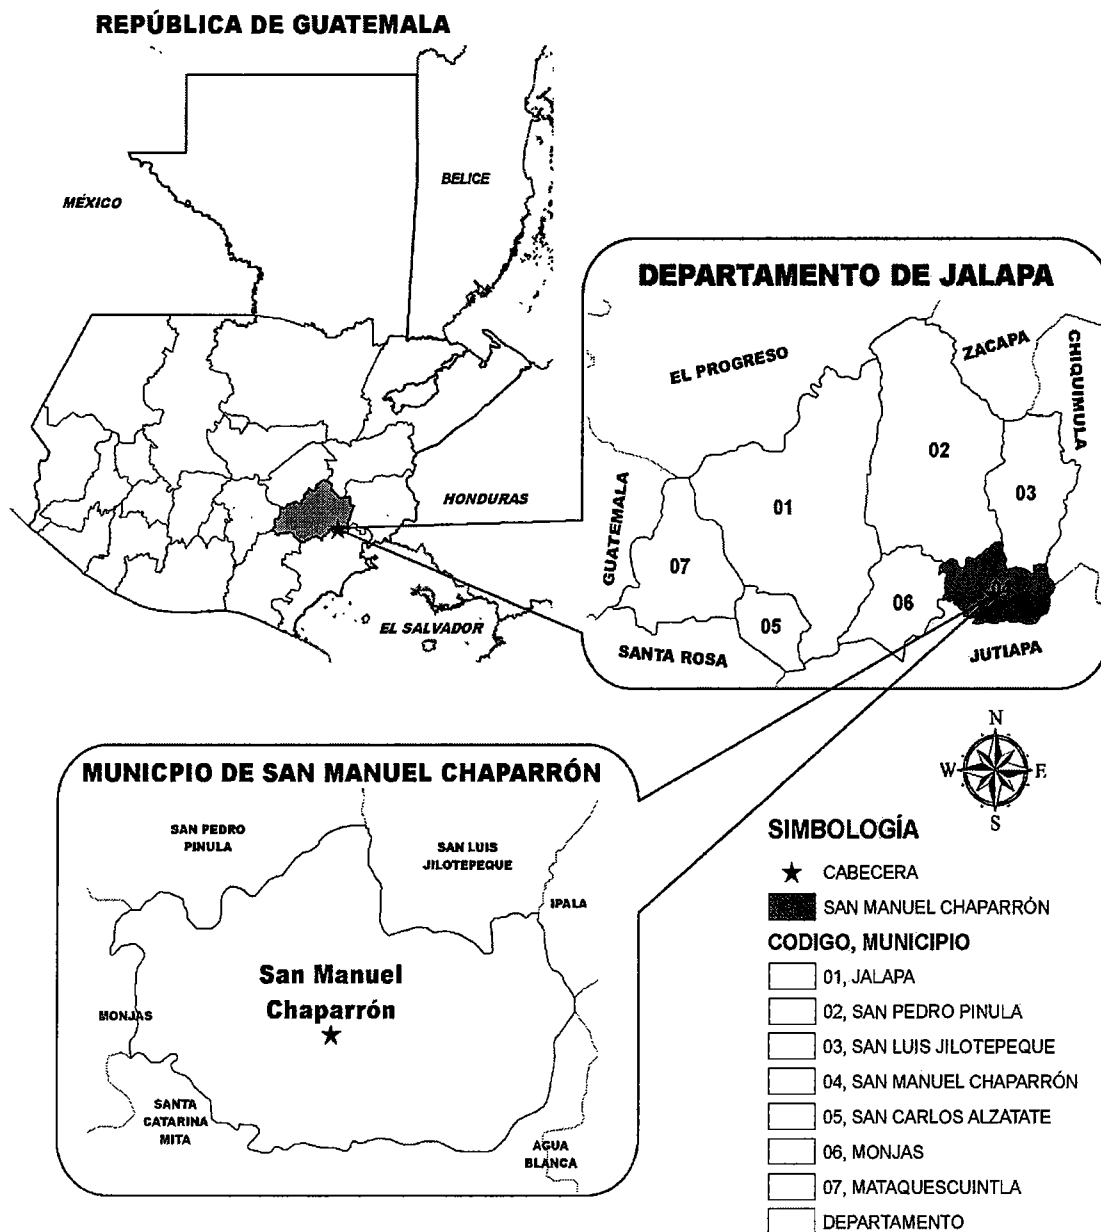 REPÚBLICA DE GUATEMALA
MÉXICO
BELICE
HONDURAS
EL SALVADOR
DEPARTAMENTO DE JALAPA
EL PROGRESO
ZACAPA
CHIQUIMULA
GUATEMALA
01
02
03
07
06
05
SANTA ROSA
JUTIAPA
MUNICPIO DE SAN MANUEL CHAPARRÓN
SAN PEDRO
PINULA
SAN LUIS
JILOTEPEQUE
IPALA
San Manuel
Chaparrón
MONJAS
SANTA
CATARINA
MITA
AGUA
BLANCA
N
W E
S
SIMBOLOGÍA
CABECERA
SAN MANUEL CHAPARRÓN
CODIGO, MUNICIPIO
01, JALAPA
02, SAN PEDRO PINULA
03, SAN LUIS JILOTEPEQUE
04, SAN MANUEL CHAPARRÓN
05, SAN CARLOS ALZATATE
06, MONJAS
07, MATAQUESCUINTLA
DEPARTAMENTO